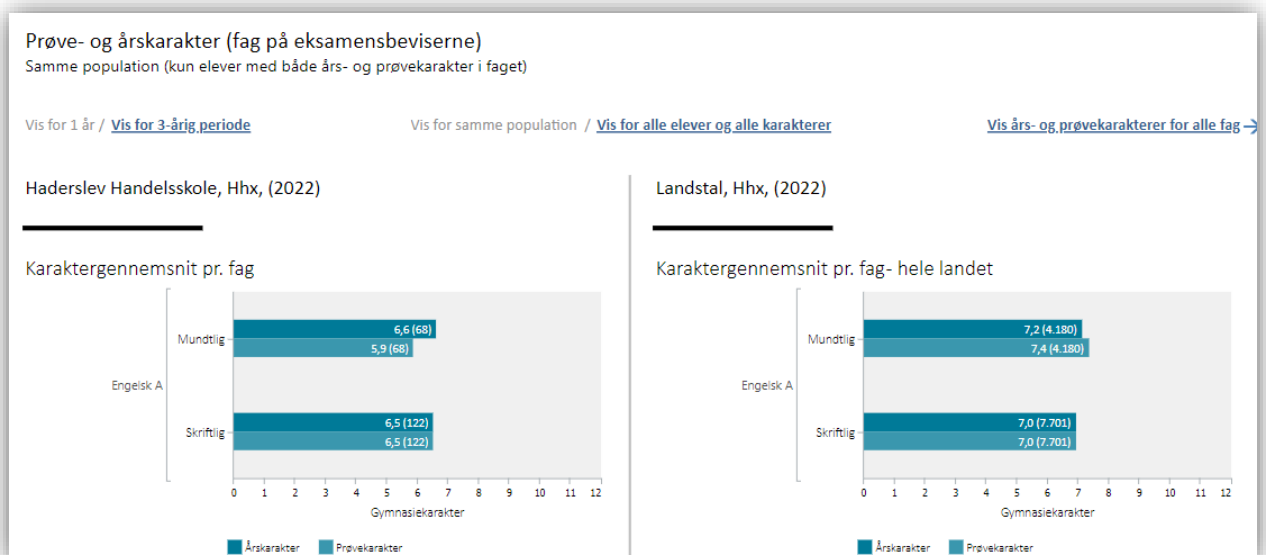 Prøve- og årskarakter (fag på eksamensbeviserne)
Samme population (kun elever med både års- og prøvekarakter i faget)
Vis for 1 år / Vis for 3-årig periode
Vis for samme population / Vis for alle elever og alle karakterer
Vis års- og prøvekarakterer for alle fag
Haderslev Handelsskole, Hhx, (2022)
Karaktergennemsnit pr. fag
Engelsk A
Mundtlig
6,6 (68)
5,9 (68)
Skriftlig
6,5 (122)
6,5 (122)
0 1 2 3 4 5 6 7 8 9 10 11 12
Gymnasiekarakter
Årskarakter Prøvekarakter
Landstal, Hhx, (2022)
Karaktergennemsnit pr. fag- hele landet
Engelsk A
Mundtlig
7,2 (4.180)
7,4 (4.180)
Skriftlig
7,0 (7.701)
7,0 (7.701)
0 1 2 3 4 5 6 7 8 9 10 11 12
Gymnasiekarakter
Årskarakter Prøvekarakter